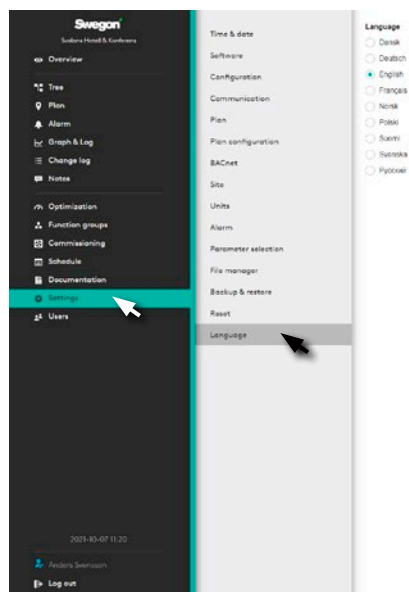 Swegon
Svalans Hotell & Konferens
Overview
Tree
Plan
Alarm
Graph & Log
Change log
Notes
Optimization
Function groups
Commissioning
Schedule
Documentation
Settings
Users
2021-10-07 11:20
Anders Svensson
Log out
Time & date
Software
Configuration
Communication
Plan
Plan configuration
BACnet
Site
Units
Alarm
Parameter selection
File manager
Backup & restore
Reset
Language
Language
Dansk
Deutsch
English
Français
Norsk
Polski
Suomi
Svenska
Русский